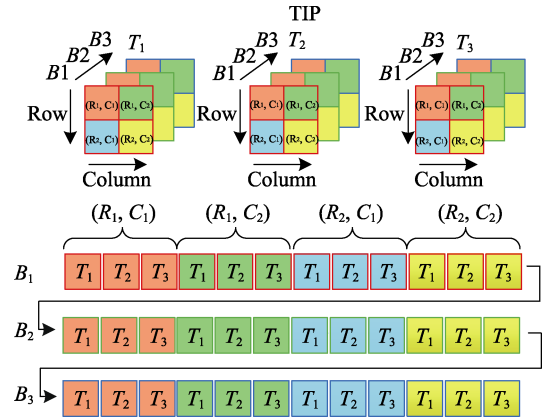 TIP
B1 B2 B3 T1
B1 B2 B3 T2
B1 B2 B3 T3
Row (R1, C1) (R1, C2)
(R2, C1) (R2, C2)
Column
Row (R1, C1) (R1, C2)
(R2, C1) (R2, C2)
Column
Row (R1, C1) (R1, C2)
(R2, C1) (R2, C2)
Column
(R1, C1) (R1, C2) (R2, C1) (R2, C2)
B1 T1 T2 T3 T1 T2 T3 T1 T2 T3 T1 T2 T3
B2 T1 T2 T3 T1 T2 T3 T1 T2 T3 T1 T2 T3
B3 T1 T2 T3 T1 T2 T3 T1 T2 T3 T1 T2 T3